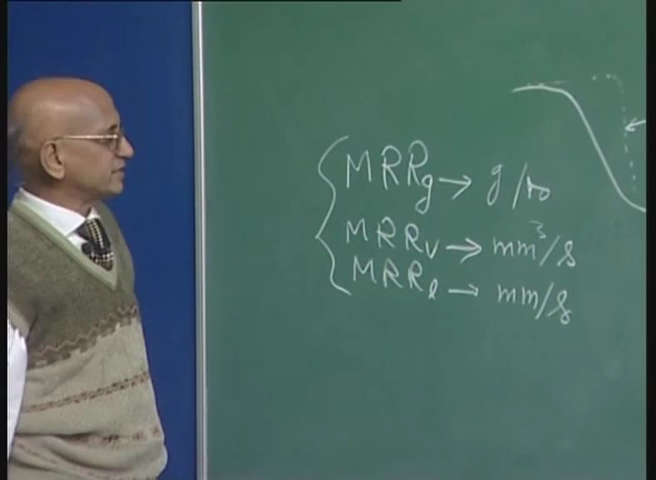 MRRg → g/s
MRRv → mm³/s
MRRl → mm/s